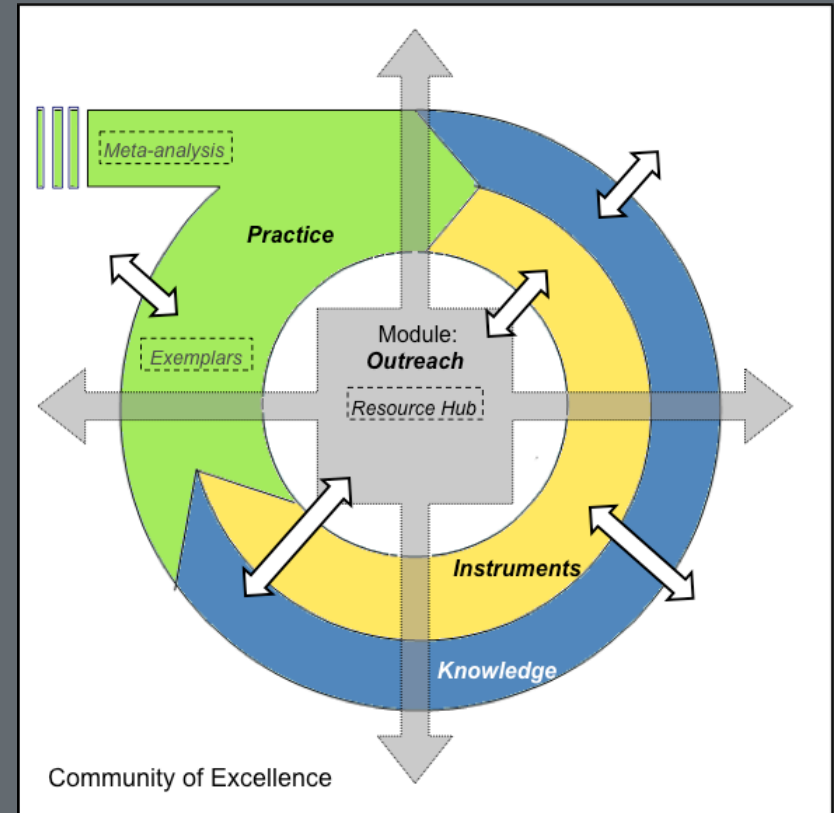 Meta-analysis
Practice
Exemplars
Module:
Outreach
Resource Hub
Instruments
Knowledge
Community of Excellence